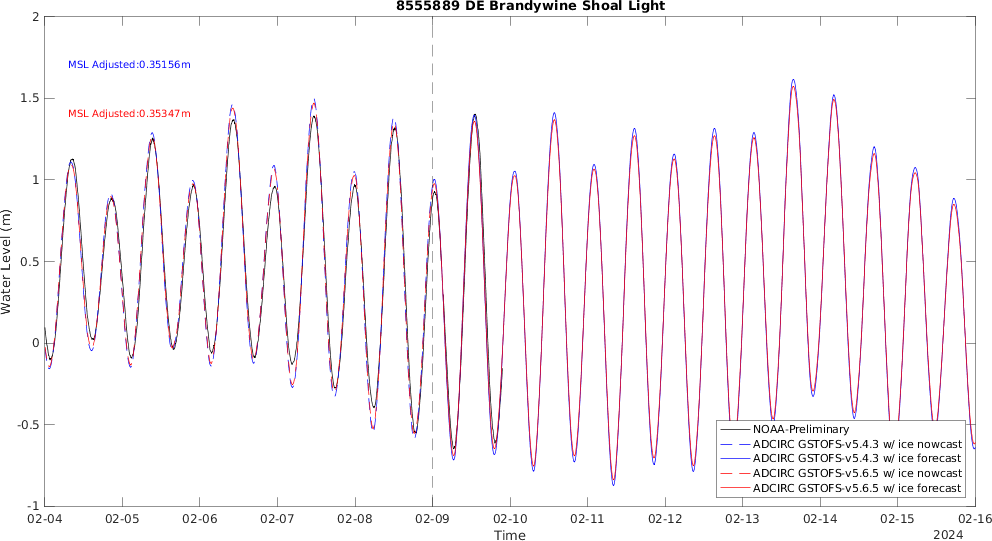 8555889 DE Brandywine Shoal Light
MSL Adjusted:0.35156m
MSL Adjusted:0.35347m
Water Level (m)
2
1.5
1
0.5
0
-0.5
-1
NOAA-Preliminary
ADCIRC GSTOFS-v5.4.3 w/ ice nowcast
ADCIRC GSTOFS-v5.4.3 w/ ice forecast
ADCIRC GSTOFS-v5.6.5 w/ ice nowcast
ADCIRC GSTOFS-v5.6.5 w/ ice forecast
02-04 02-05 02-06 02-07 02-08 02-09 02-10 02-11 02-12 02-13 02-14 02-15 02-16
Time
2024